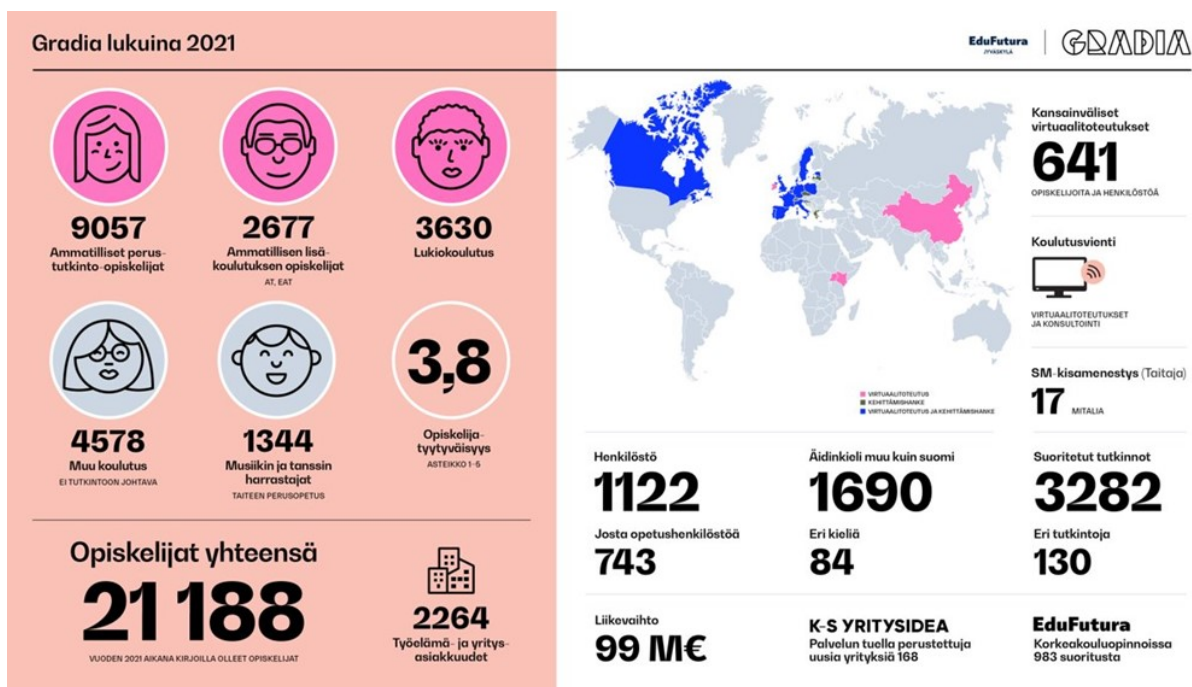 Gradia lukuina 2021
EduFutura
JYVÄSKYLÄ
GRADIA
9057
Ammatilliset perus-
tutkinto-opiskelijat
2677
Ammatillisen lisä-
koulutuksen opiskelijat
AT, EAT
3630
Lukiokoulutus
4578
Muu koulutus
EI TUTKINTOON JOHTAVA
1344
Musiikin ja tanssin
harrastajat
TAITEEN PERUSOPETUS
3,8
Opiskelija-
tyytyväisyys
ASTEIKKO 1-5
Opiskelijat yhteensä
21 188
VUODEN 2021 AIKANA KIRJOILLA OLLEET OPISKELIJAT
2264
Työelämä- ja yritys-
asiakkuudet
VIRTUAALITOTEUTUS
KEHITTÄMISHANKE
VIRTUAALITOTEUTUS JA KEHITTÄMISHANKE
Kansainväliset
virtuaalitoteutukset
641
OPISKELIJOITA JA HENKILÖSTÖÄ
Koulutusvienti
VIRTUAALITOTEUTUKSET
JA KONSULTOINTI
SM-kisamenestys (Taitaja)
17 MITALIA
Henkilöstö
1122
Josta opetushenkilöstöä
743
Äidinkieli muu kuin suomi
1690
Eri kieliä
84
Suoritetut tutkinnot
3282
Eri tutkintoja
130
Liikevaihto
99 M€
K-S YRITYSIDEA
Palvelun tuella perustettuja
uusia yrityksiä 168
EduFutura
Korkeakouluopinnoissa
983 suoritusta